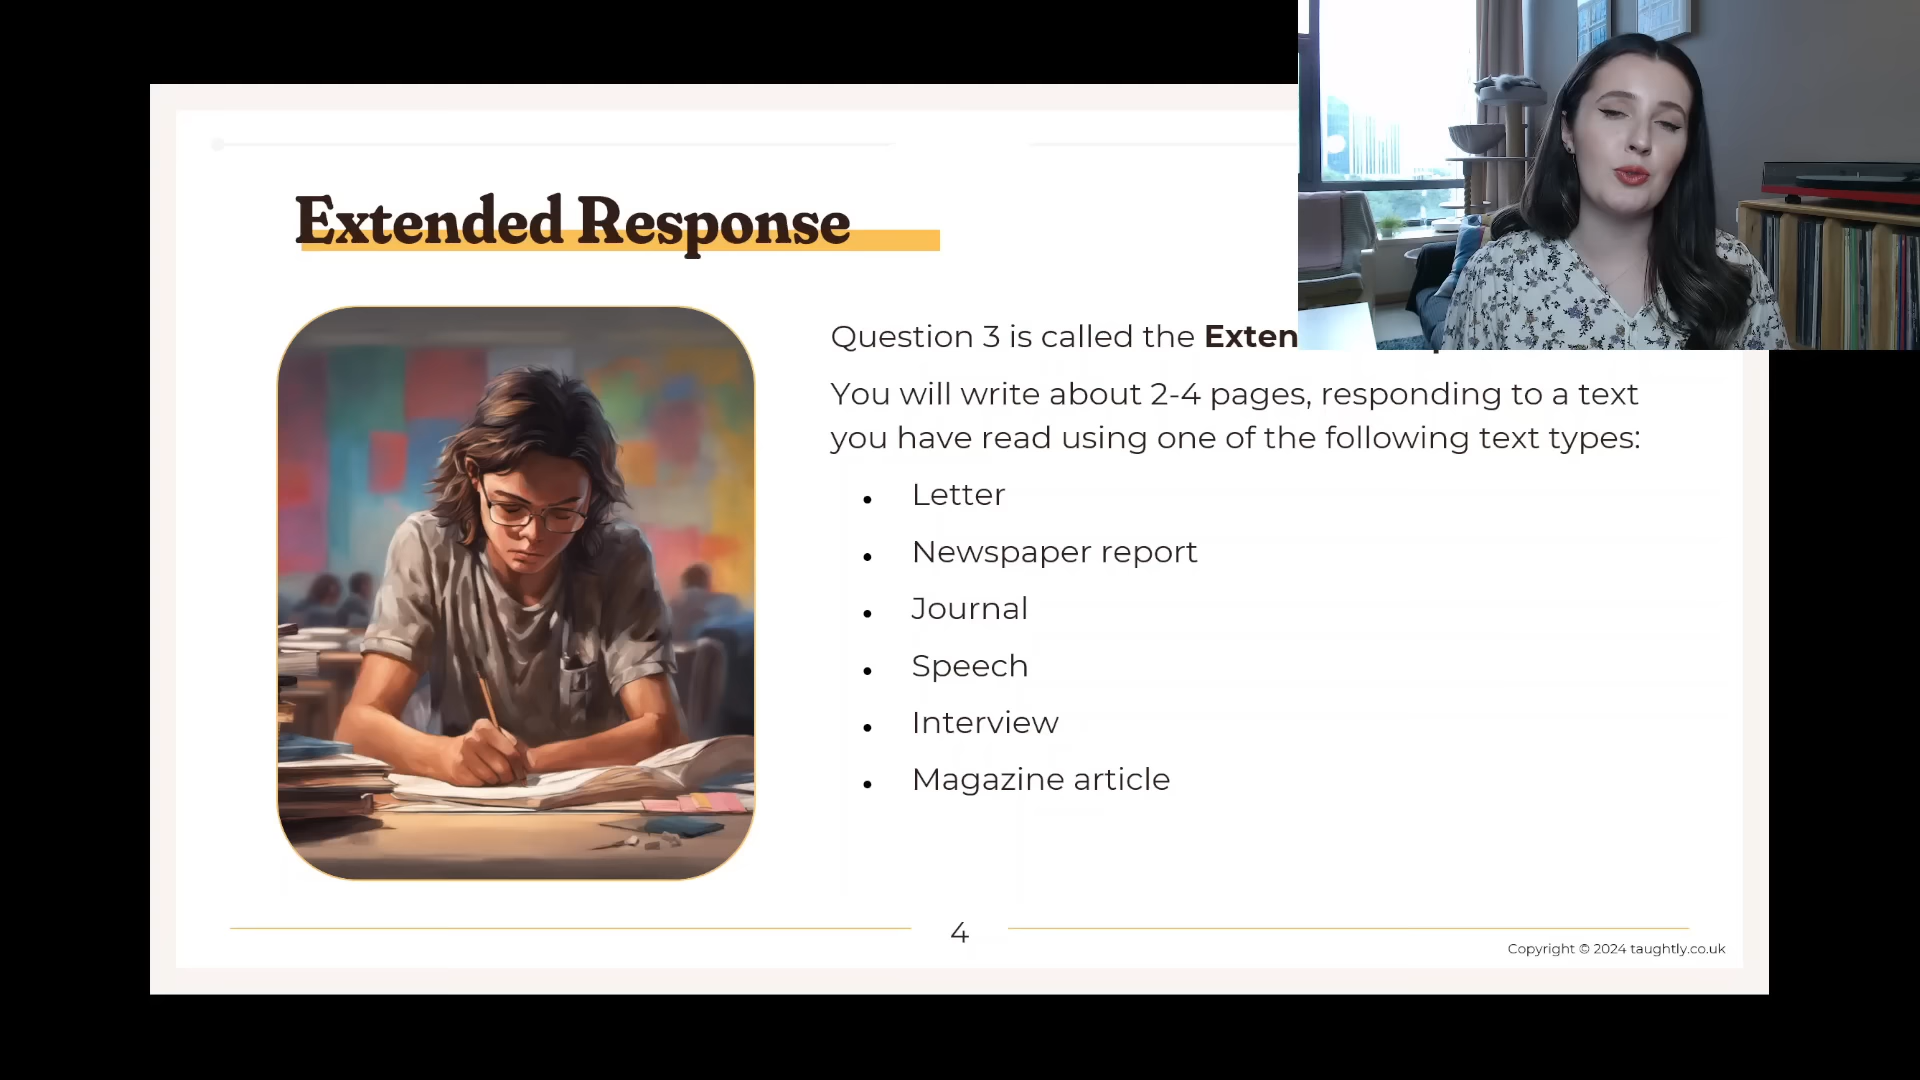 Extended Response
Question 3 is called the Exten
You will write about 2-4 pages, responding to a text
you have read using one of the following text types:
• Letter
• Newspaper report
• Journal
• Speech
• Interview
• Magazine article
4
Copyright © 2024 taughtly.co.uk